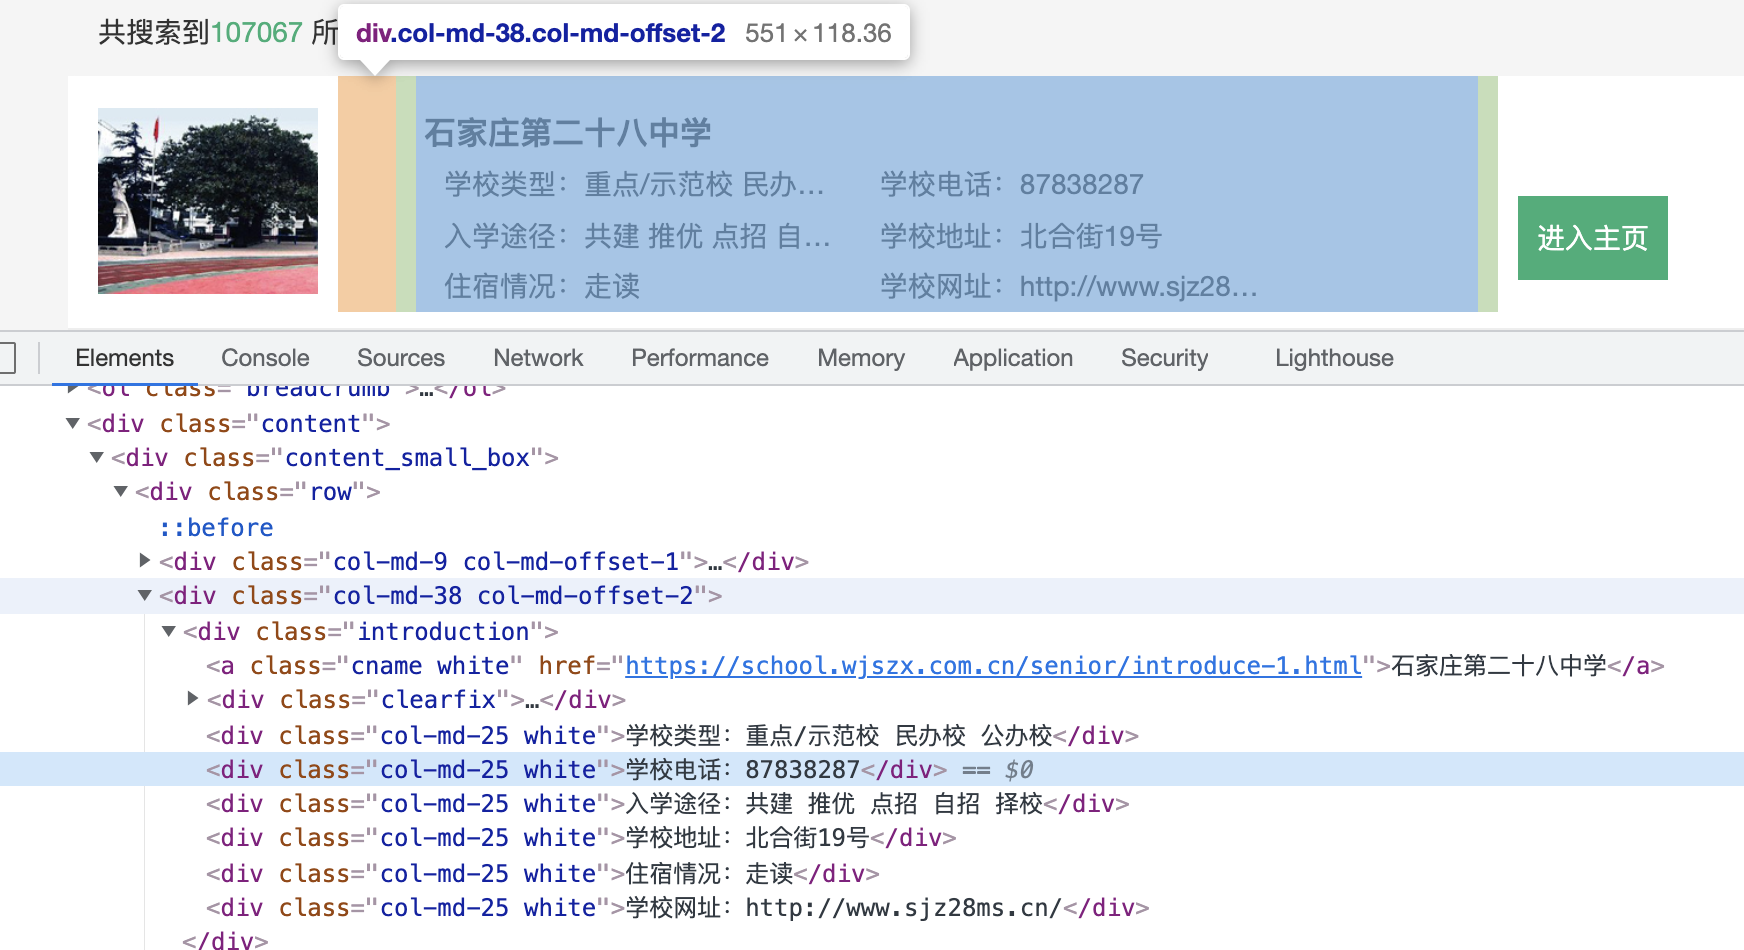 共搜索到107067 所
div.col-md-38.col-md-offset-2 551×118.36
石家庄第二十八中学
学校类型：重点/示范校 民办... 学校电话：87838287
入学途径：共建 推优 点招 自... 学校地址：北合街19号
住宿情况：走读 学校网址：http://www.sjz28...
进入主页
Elements Console Sources Network Performance Memory Application Security Lighthouse
<ol class="breadcrumb">…</ol>
<div class="content">
<div class="content_small_box">
<div class="row">
::before
<div class="col-md-9 col-md-offset-1">…</div>
<div class="col-md-38 col-md-offset-2">
<div class="introduction">
<a class="cname white" href="https://school.wjszx.com.cn/senior/introduce-1.html">石家庄第二十八中学</a>
<div class="clearfix">…</div>
<div class="col-md-25 white">学校类型：重点/示范校 民办校 公办校</div>
<div class="col-md-25 white">学校电话：87838287</div> == $0
<div class="col-md-25 white">入学途径：共建 推优 点招 自招 择校</div>
<div class="col-md-25 white">学校地址：北合街19号</div>
<div class="col-md-25 white">住宿情况：走读</div>
<div class="col-md-25 white">学校网址：http://www.sjz28ms.cn/</div>
</div>